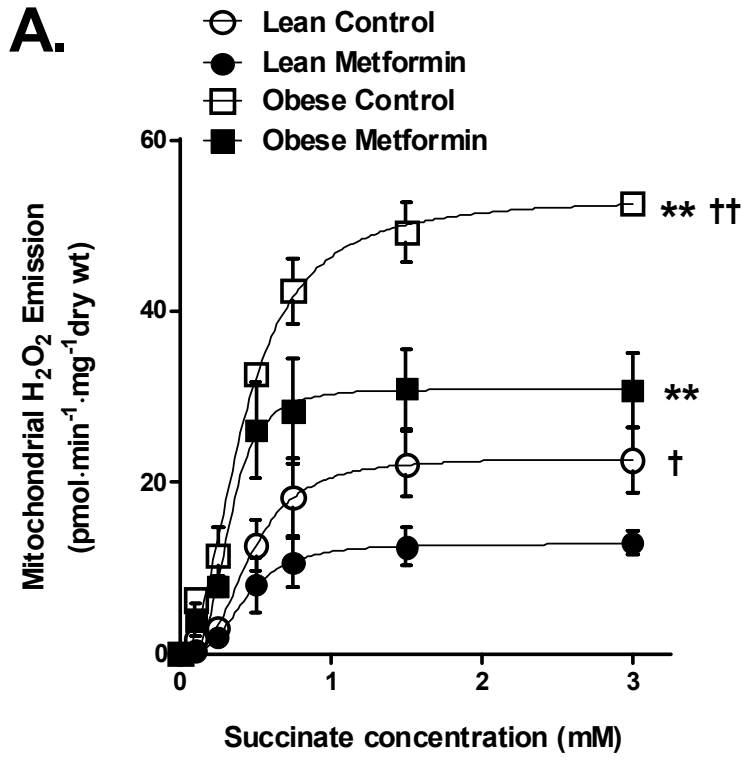 A.
Lean Control
Lean Metformin
Obese Control
Obese Metformin
60
40
20
0
Mitochondrial H₂O₂ Emission
(pmol·min⁻¹·mg⁻¹dry wt)
** ††
**
†
0 1 2 3
Succinate concentration (mM)